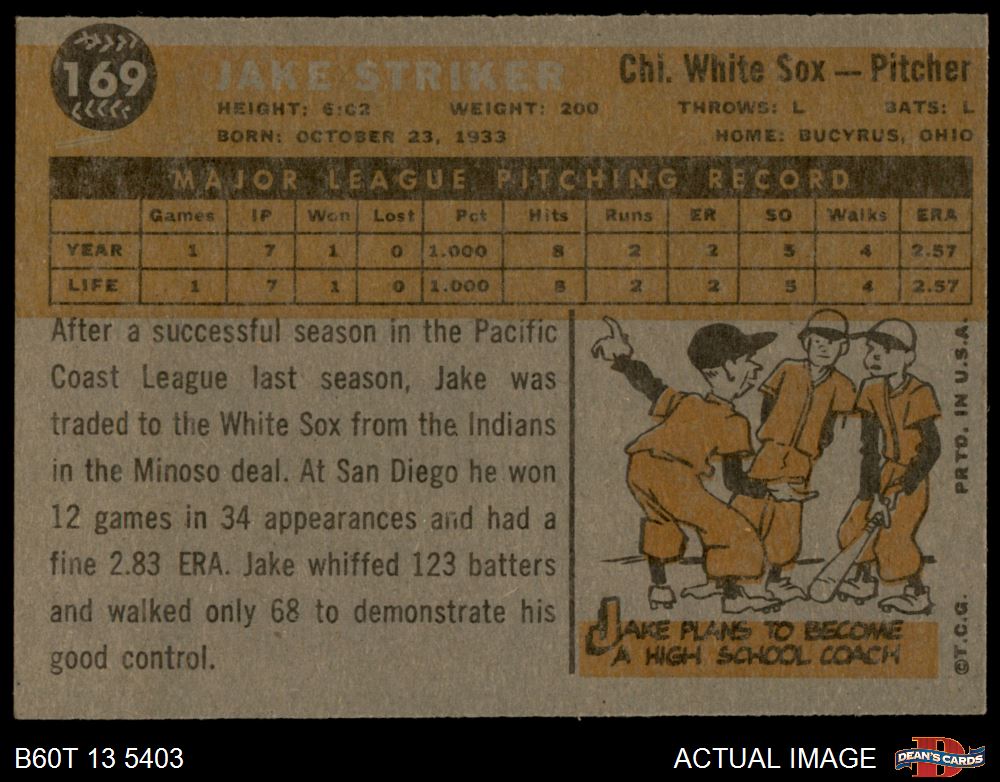 169
JAKE STRIKER
Chi. White Sox — Pitcher
HEIGHT: 6:02 WEIGHT: 200 THROWS: L BATS: L
BORN: OCTOBER 23, 1933 HOME: BUCYRUS, OHIO
MAJOR LEAGUE PITCHING RECORD
Games IP Won Lost Pct Hits Runs ER SO Walks ERA
YEAR 1 7 1 0 1.000 8 2 2 5 4 2.57
LIFE 1 7 1 0 1.000 8 2 2 5 4 2.57
After a successful season in the Pacific
Coast League last season, Jake was
traded to the White Sox from the Indians
in the Minoso deal. At San Diego he won
12 games in 34 appearances and had a
fine 2.83 ERA. Jake whiffed 123 batters
and walked only 68 to demonstrate his
good control.
JAKE PLANS TO BECOME
A HIGH SCHOOL COACH
©T.C.G. PRTD. IN U.S.A.
B60T 13 5403
ACTUAL IMAGE
D
DEAN'S CARDS